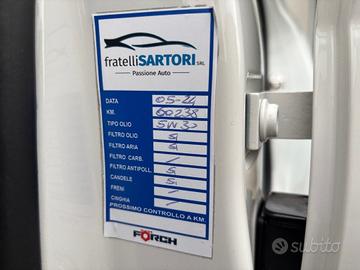 fratelliSARTORI SRL
Passione Auto
DATA 05-24
KM. 60238
TIPO OLIO 5W30
FILTRO OLIO Si
FILTRO ARIA Si
FILTRO CARB. /
FILTRO ANTIPOLL. Si
CANDELE Si
FRENI /
CINGHIA /
PROSSIMO CONTROLLO A KM.
FÖRCH
subito